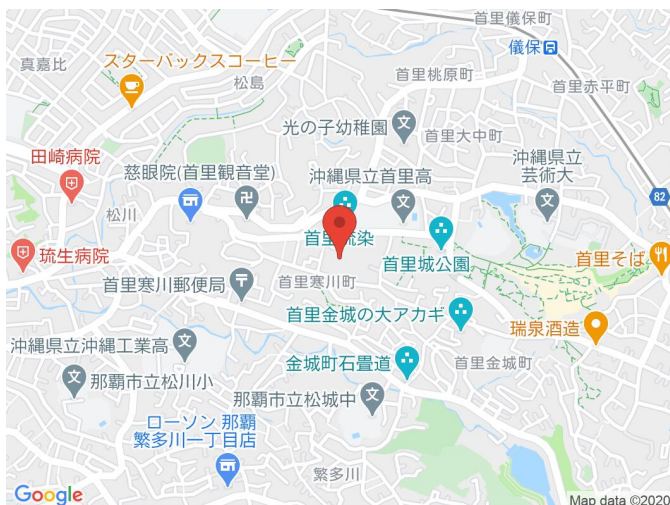 首里儀保町
真嘉比
儀保
スターバックスコーヒー
松島
首里桃原町
首里赤平町
光の子幼稚園
首里大中町
田崎病院
慈眼院(首里観音堂)
沖縄県立首里高
沖縄県立
芸術大
松川
82
首里琉染
首里城公園
首里そば
琉生病院
首里寒川町
首里寒川郵便局
首里金城の大アカギ
瑞泉酒造
沖縄県立沖縄工業高
金城町石畳道
首里金城町
那覇市立松川小
那覇市立松城中
ローソン 那覇
繁多川一丁目店
繁多川
Google
Map data ©2020